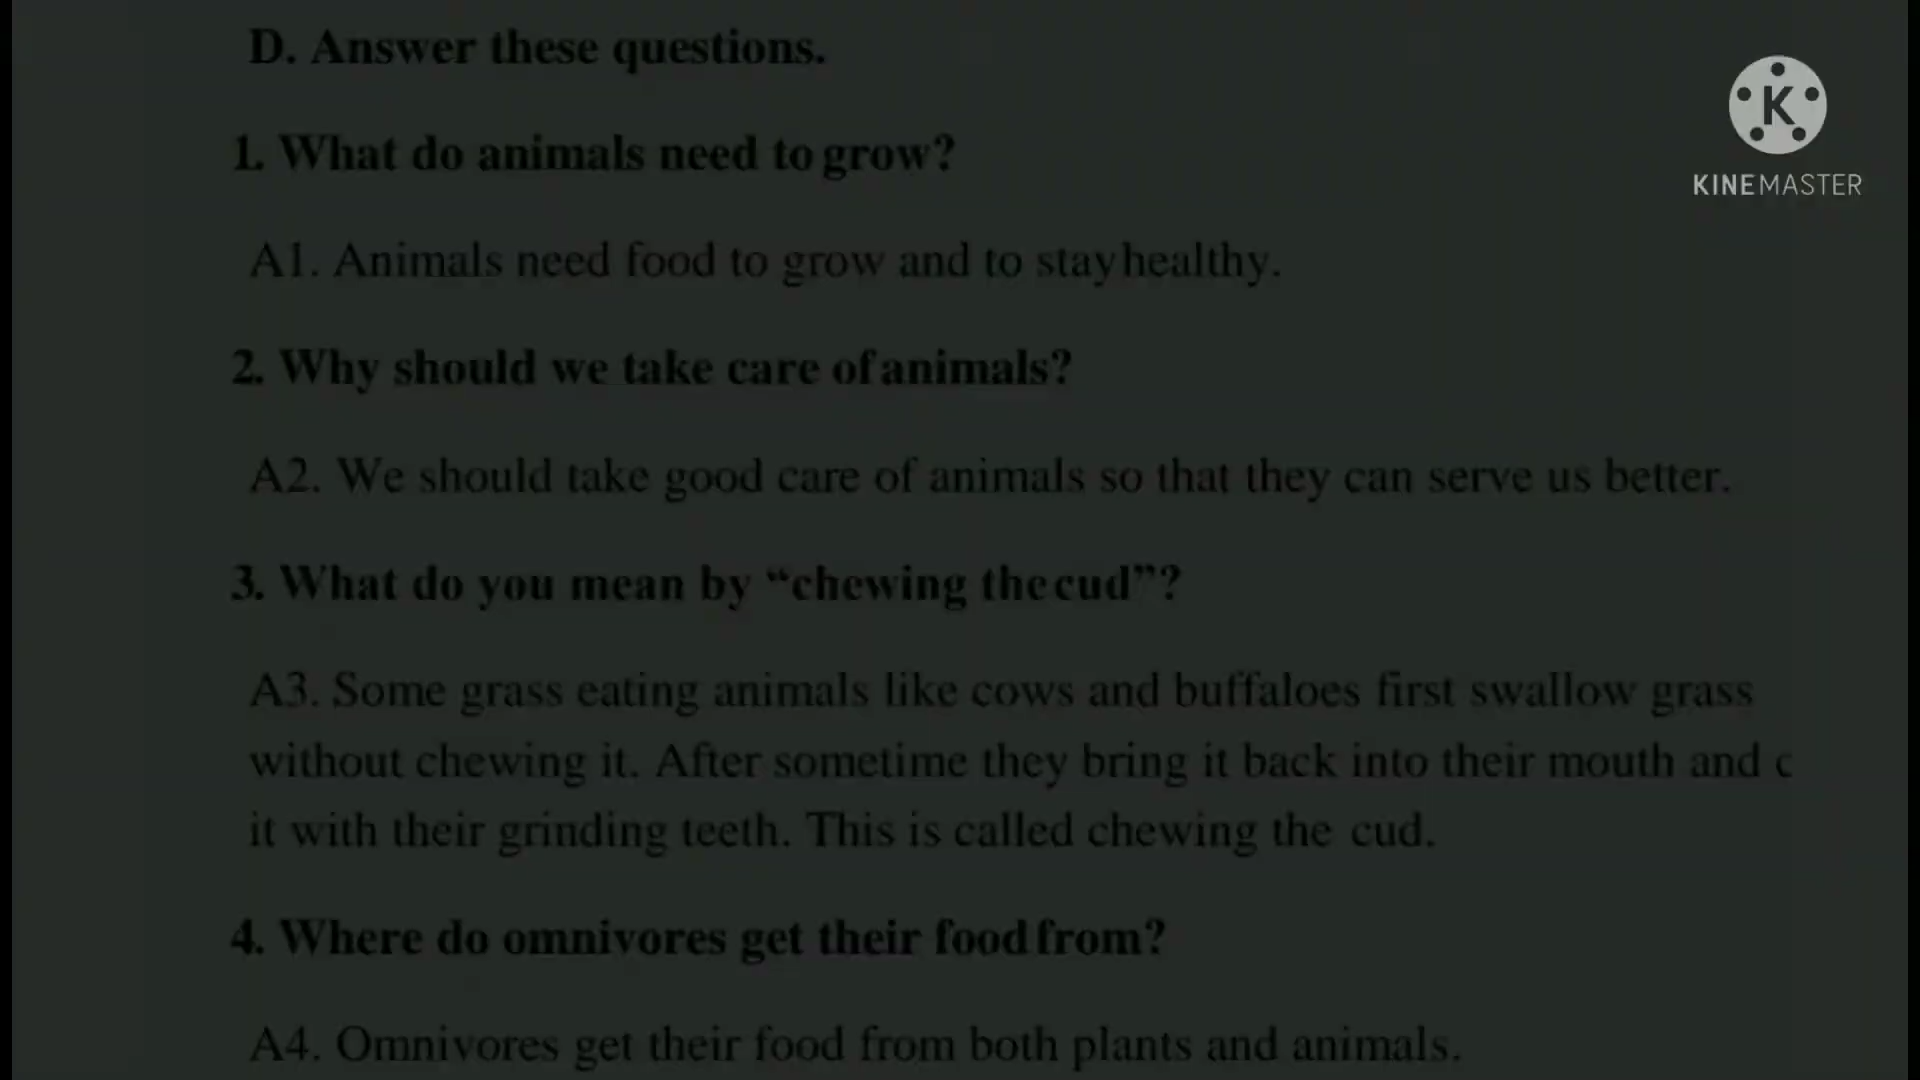 D. Answer these questions.
1. What do animals need to grow?
KINEMASTER
A1. Animals need food to grow and to stay healthy.
2. Why should we take care of animals?
A2. We should take good care of animals so that they can serve us better.
3. What do you mean by “chewing the cud”?
A3. Some grass eating animals like cows and buffaloes first swallow grass
without chewing it. After sometime they bring it back into their mouth and c
it with their grinding teeth. This is called chewing the cud.
4. Where do omnivores get their food from?
A4. Omnivores get their food from both plants and animals.